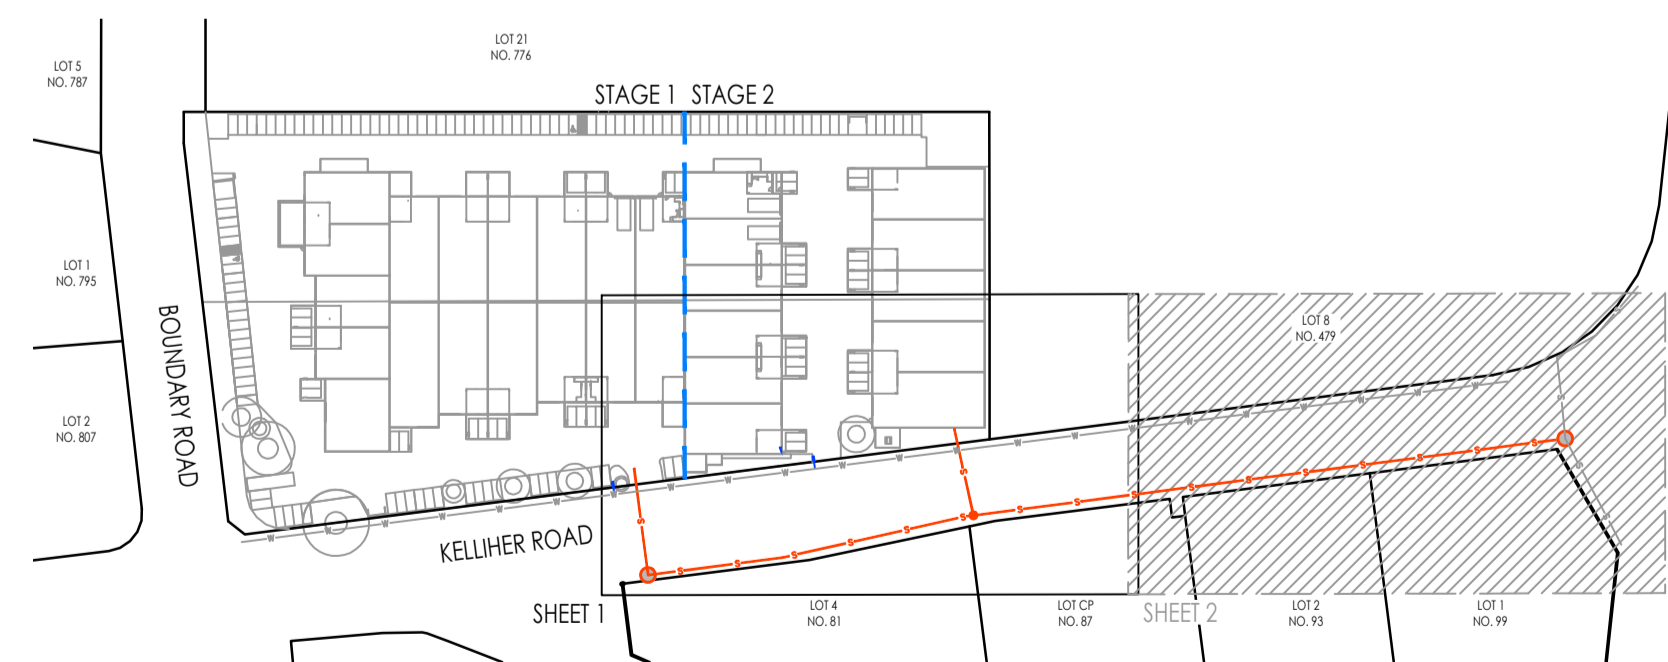 LOT 21
NO. 776
LOT 5
NO. 787
STAGE 1 STAGE 2
LOT 1
NO. 795
BOUNDARY ROAD
LOT 8
NO. 479
LOT 2
NO. 807
KELLIHER ROAD
SHEET 1
LOT 4
NO. 81
LOT CP
NO. 87
SHEET 2
LOT 2
NO. 93
LOT 1
NO. 99